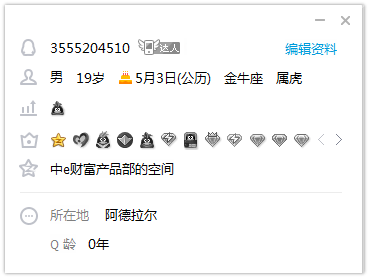 3555204510 达人 编辑资料
男 19岁 5月3日(公历) 金牛座 属虎
中e财富产品部的空间
所在地 阿德拉尔
Q 龄 0年